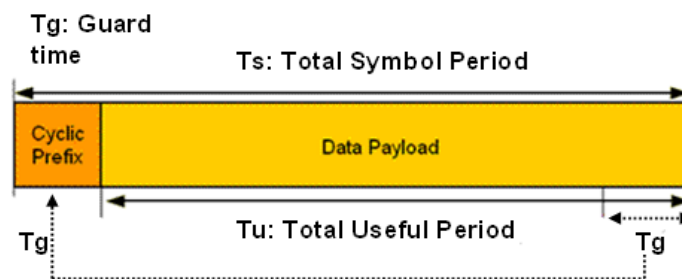 Tg: Guard
time
Ts: Total Symbol Period
Cyclic
Prefix
Data Payload
Tg
Tu: Total Useful Period
Tg